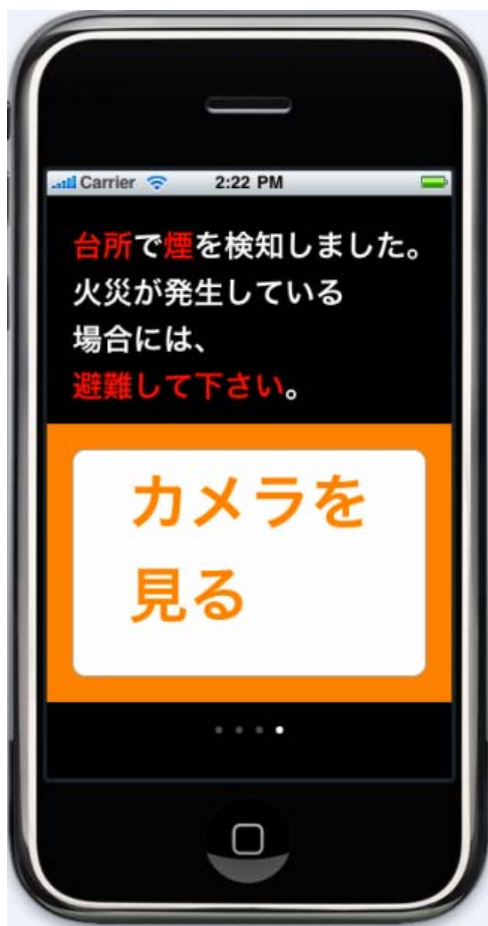 Carrier 2:22 PM
台所で煙を検知しました。
火災が発生している
場合には、
避難して下さい。
カメラを
見る